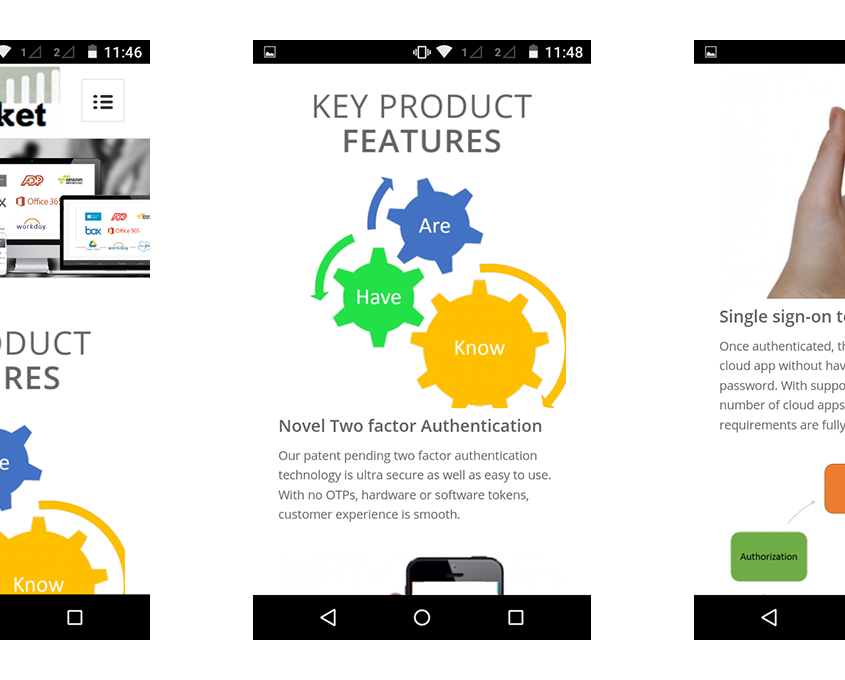 1 2 11:46
ket
ADP
amazon
Office 365
box
ADP
Office 365
workday
workday
ODUCT
RES
e
Know
1 2 11:48
KEY PRODUCT
FEATURES
Are
Have
Know
Novel Two factor Authentication
Our patent pending two factor authentication
technology is ultra secure as well as easy to use.
With no OTPs, hardware or software tokens,
customer experience is smooth.
Single sign-on t
Once authenticated, th
cloud app without hav
password. With suppo
number of cloud apps
requirements are fully
Authorization